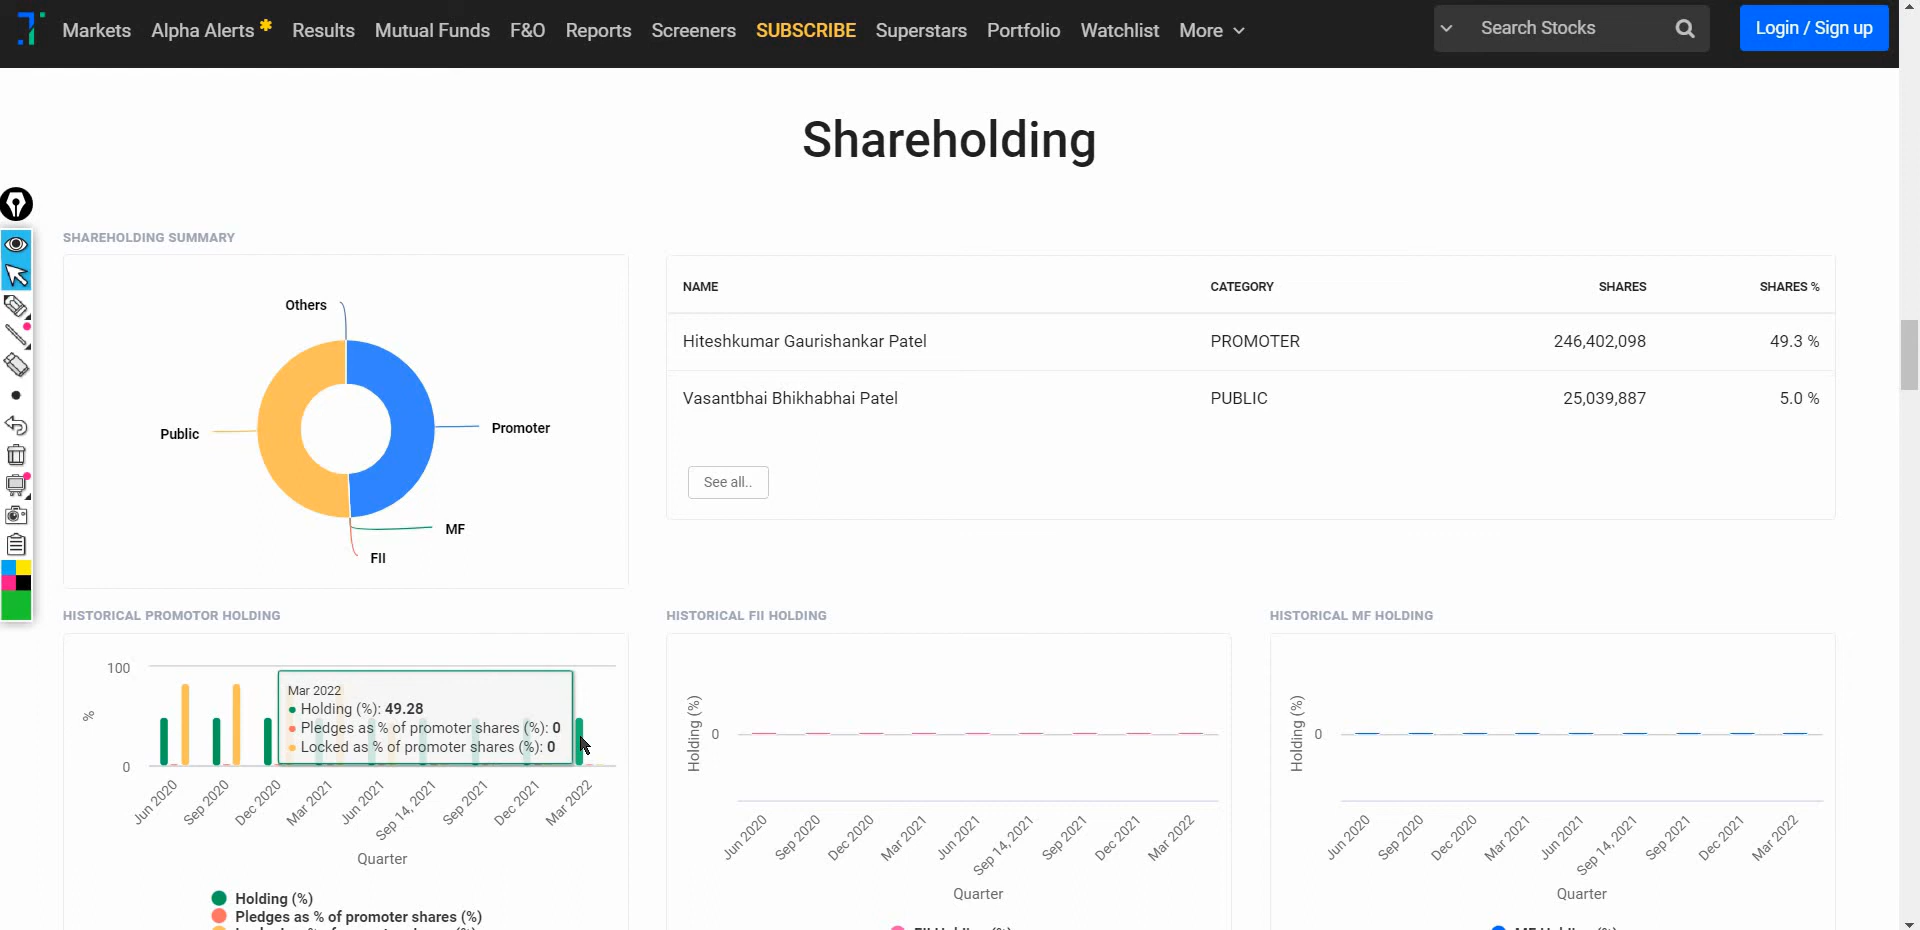 Markets Alpha Alerts Results Mutual Funds F&O Reports Screeners SUBSCRIBE Superstars Portfolio Watchlist More Search Stocks Login / Sign up
Shareholding
SHAREHOLDING SUMMARY
Others
Public
Promoter
MF
FII
NAME CATEGORY SHARES SHARES %
Hiteshkumar Gaurishankar Patel PROMOTER 246,402,098 49.3 %
Vasantbhai Bhikhabhai Patel PUBLIC 25,039,887 5.0 %
See all..
HISTORICAL PROMOTOR HOLDING
100
%
0
Mar 2022
Holding (%): 49.28
Pledges as % of promoter shares (%): 0
Locked as % of promoter shares (%): 0
Jun 2020 Sep 2020 Dec 2020 Mar 2021 Jun 2021 Sep 14, 2021 Sep 2021 Dec 2021 Mar 2022
Quarter
Holding (%)
Pledges as % of promoter shares (%)
HISTORICAL FII HOLDING
Holding (%)
0
Jun 2020 Sep 2020 Dec 2020 Mar 2021 Jun 2021 Sep 14, 2021 Sep 2021 Dec 2021 Mar 2022
Quarter
HISTORICAL MF HOLDING
Holding (%)
0
Jun 2020 Sep 2020 Dec 2020 Mar 2021 Jun 2021 Sep 14, 2021 Sep 2021 Dec 2021 Mar 2022
Quarter